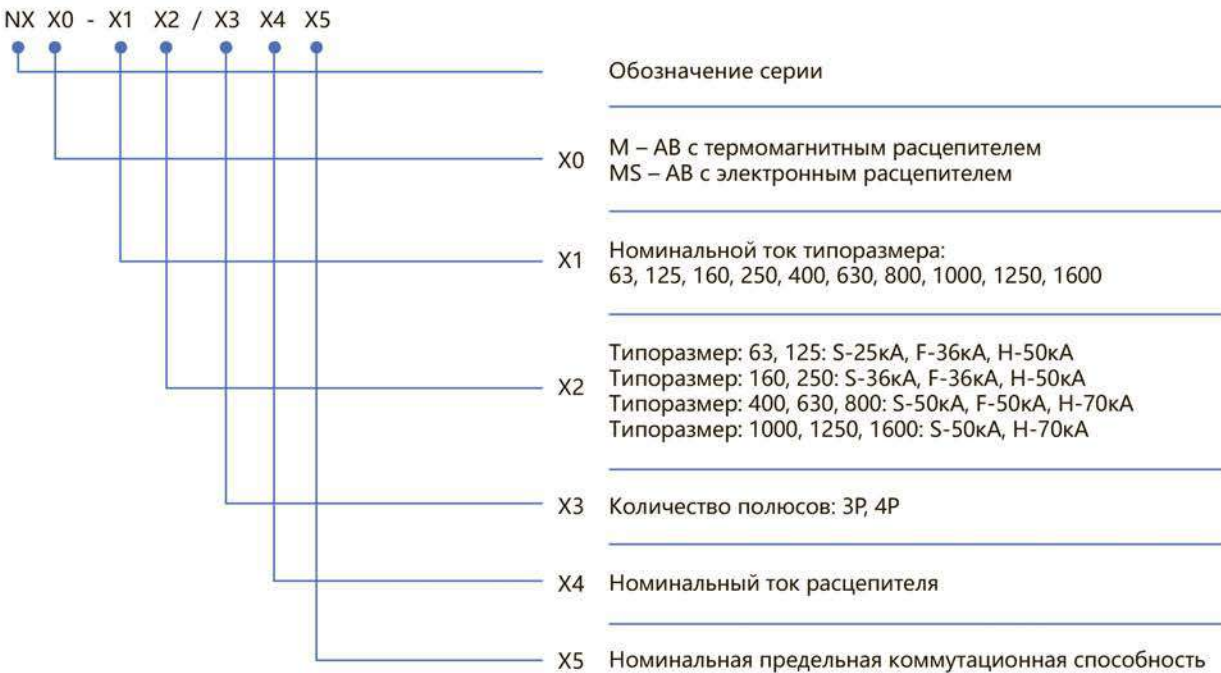 NX X0 - X1 X2 / X3 X4 X5
Обозначение серии
X0
M – АВ с термомагнитным расцепителем
MS – АВ с электронным расцепителем
X1
Номинальной ток типоразмера:
63, 125, 160, 250, 400, 630, 800, 1000, 1250, 1600
X2
Типоразмер: 63, 125: S-25кА, F-36кА, H-50кА
Типоразмер: 160, 250: S-36кА, F-36кА, H-50кА
Типоразмер: 400, 630, 800: S-50кА, F-50кА, H-70кА
Типоразмер: 1000, 1250, 1600: S-50кА, H-70кА
X3 Количество полюсов: 3P, 4P
X4 Номинальный ток расцепителя
X5 Номинальная предельная коммутационная способность